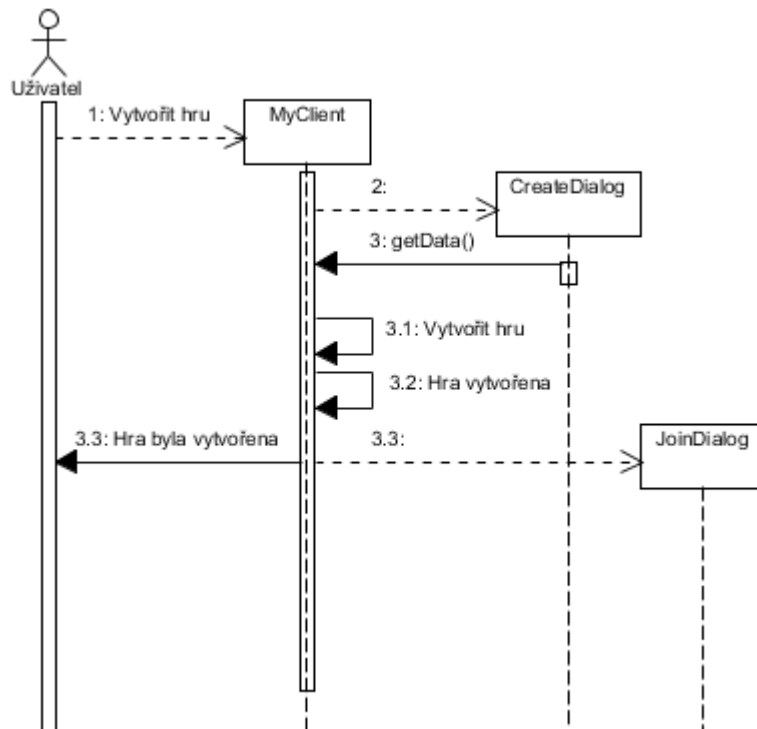 Uživatel
1: Vytvořit hru
MyClient
2:
CreateDialog
3: getData()
3.1: Vytvořit hru
3.2: Hra vytvořena
3.3: Hra byla vytvořena
3.3:
JoinDialog